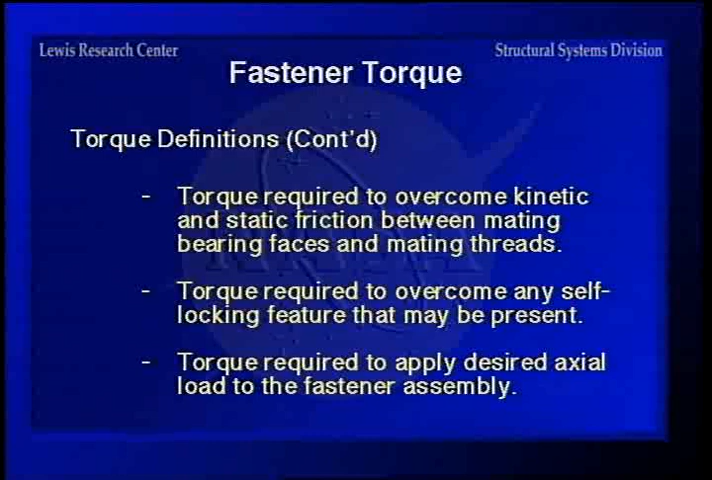 Lewis Research Center
Structural Systems Division
Fastener Torque
Torque Definitions (Cont'd)
- Torque required to overcome kinetic
and static friction between mating
bearing faces and mating threads.
- Torque required to overcome any self-
locking feature that may be present.
- Torque required to apply desired axial
load to the fastener assembly.